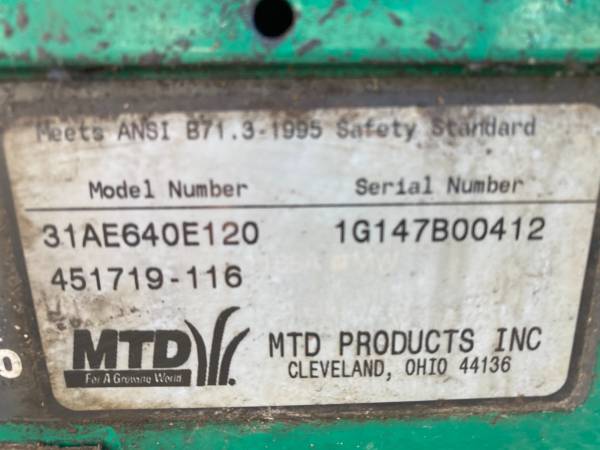 Meets ANSI B71.3-1995 Safety Standard
Model Number Serial Number
31AE640E120 1G147B00412
451719-116
MTD
For A Growing World
MTD PRODUCTS INC
CLEVELAND, OHIO 44136